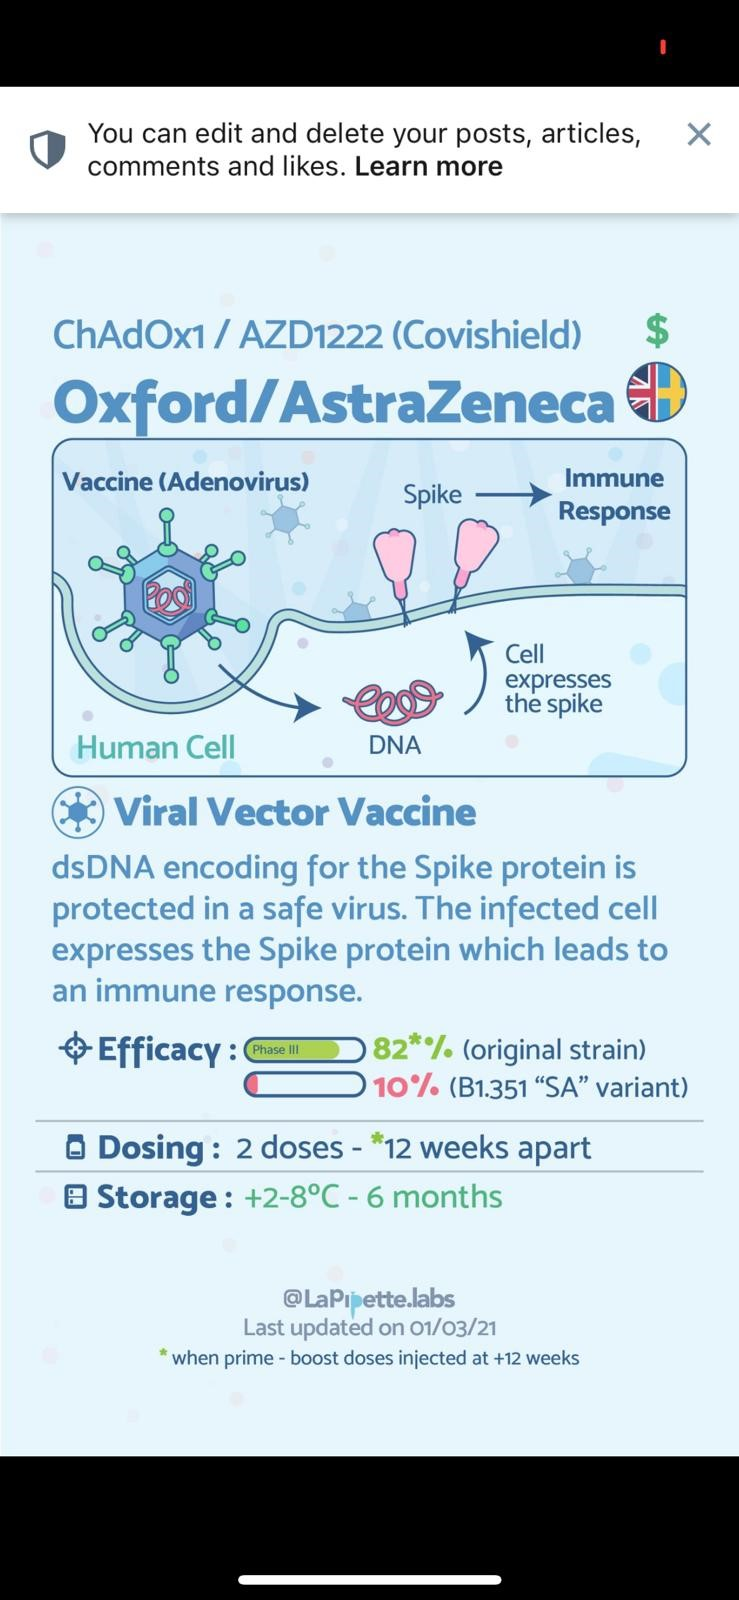 You can edit and delete your posts, articles,
comments and likes. Learn more
ChAdOx1 / AZD1222 (Covishield) $
Oxford/AstraZeneca
Vaccine (Adenovirus)
Spike
Immune
Response
Cell
expresses
the spike
DNA
Human Cell
Viral Vector Vaccine
dsDNA encoding for the Spike protein is
protected in a safe virus. The infected cell
expresses the Spike protein which leads to
an immune response.
Efficacy : Phase III 82*% (original strain)
10% (B1.351 “SA” variant)
Dosing : 2 doses - *12 weeks apart
Storage : +2-8°C - 6 months
@LaPipette.labs
Last updated on 01/03/21
* when prime - boost doses injected at +12 weeks